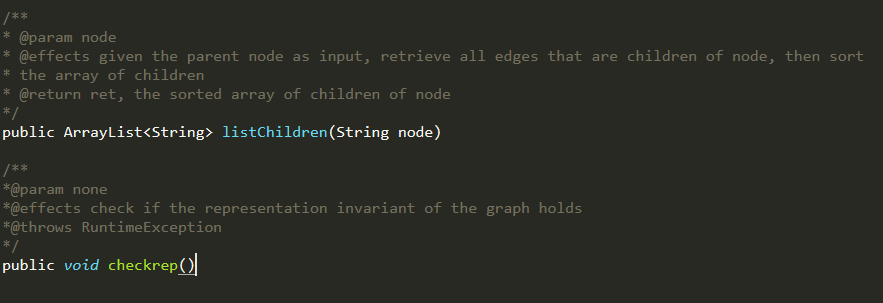 /**
* @param node
* @effects given the parent node as input, retrieve all edges that are children of node, then sort
* the array of children
* @return ret, the sorted array of children of node
*/
public ArrayList<String> listChildren(String node)
/**
*@param none
*@effects check if the representation invariant of the graph holds
*@throws RuntimeException
*/
public void checkrep()